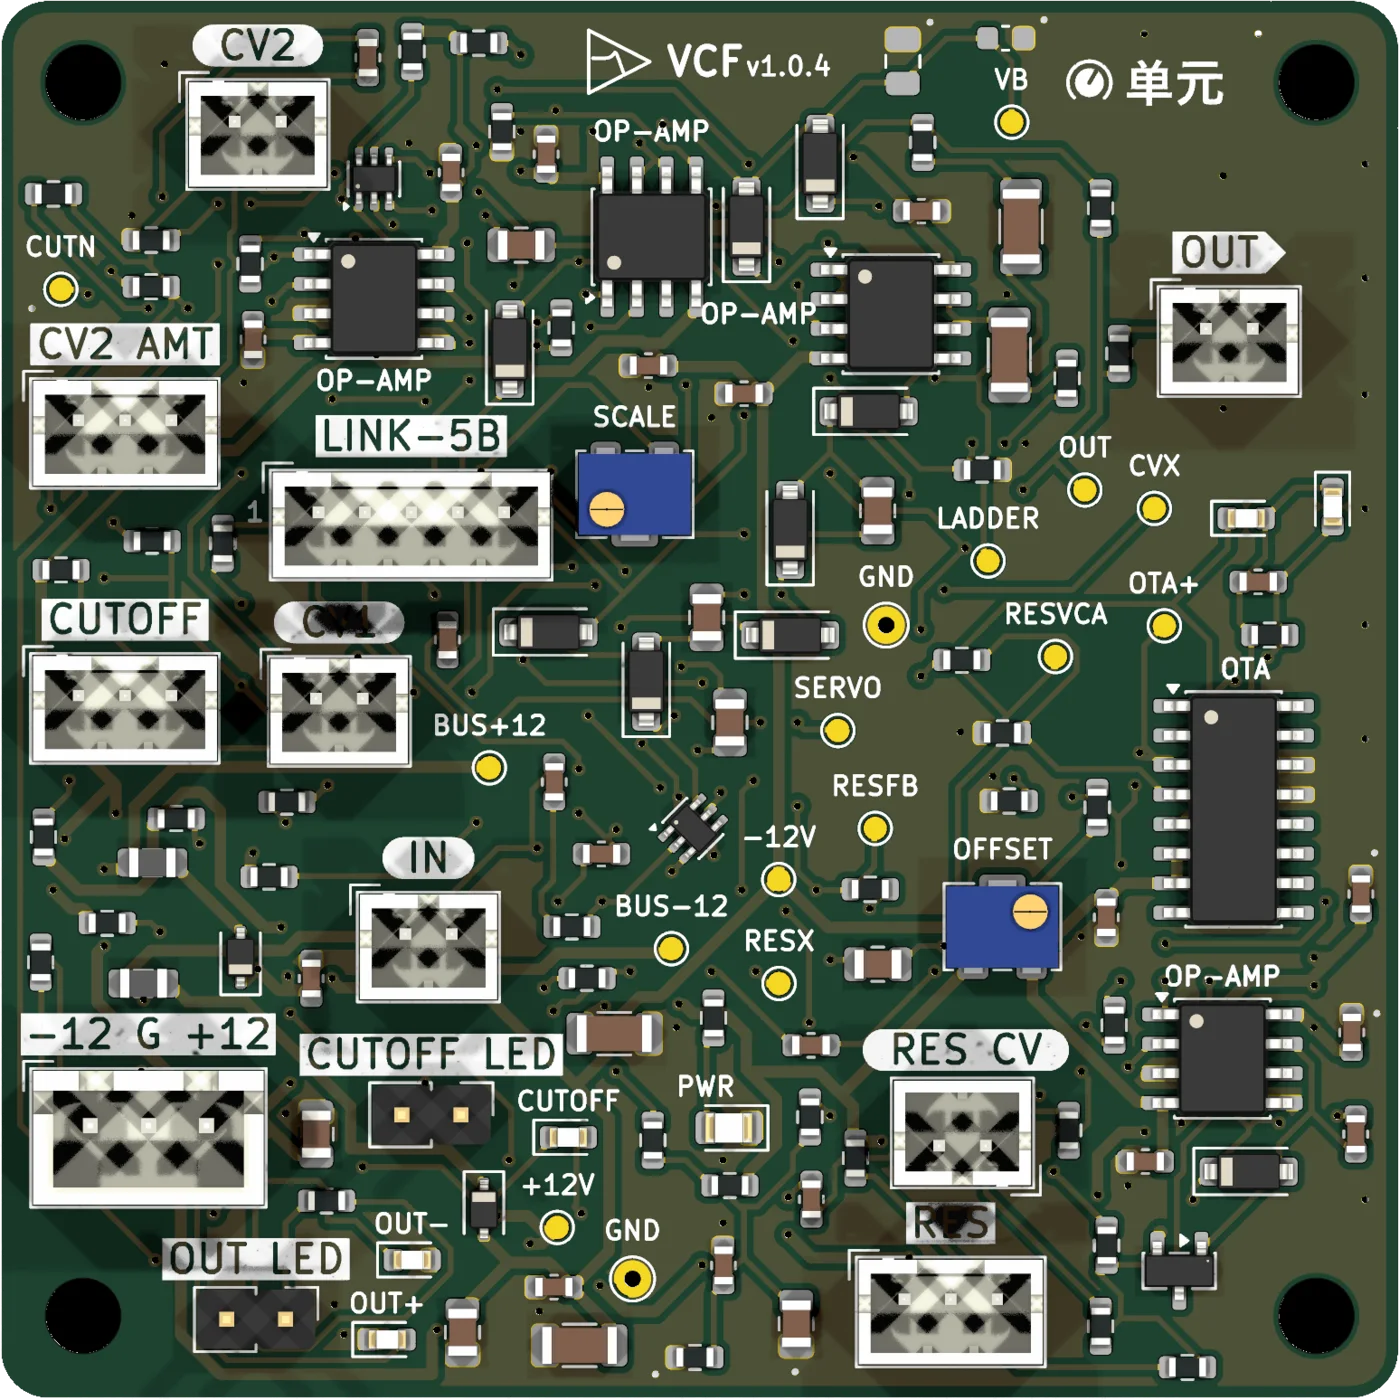 CV2
VCF v1.0.4
VB
单元
OP-AMP
CUTN
OUT
OP-AMP
CV2 AMT
OP-AMP
SCALE
LINK-5B
1
OUT
CVX
LADDER
GND
OTA+
RESVCA
CUTOFF
CV1
OTA
SERVO
BUS+12
RESFB
-12V
OFFSET
IN
BUS-12
RESX
OP-AMP
-12 G +12
CUTOFF LED
RES CV
PWR
CUTOFF
+12V
OUT-
GND
RES
OUT LED
OUT+